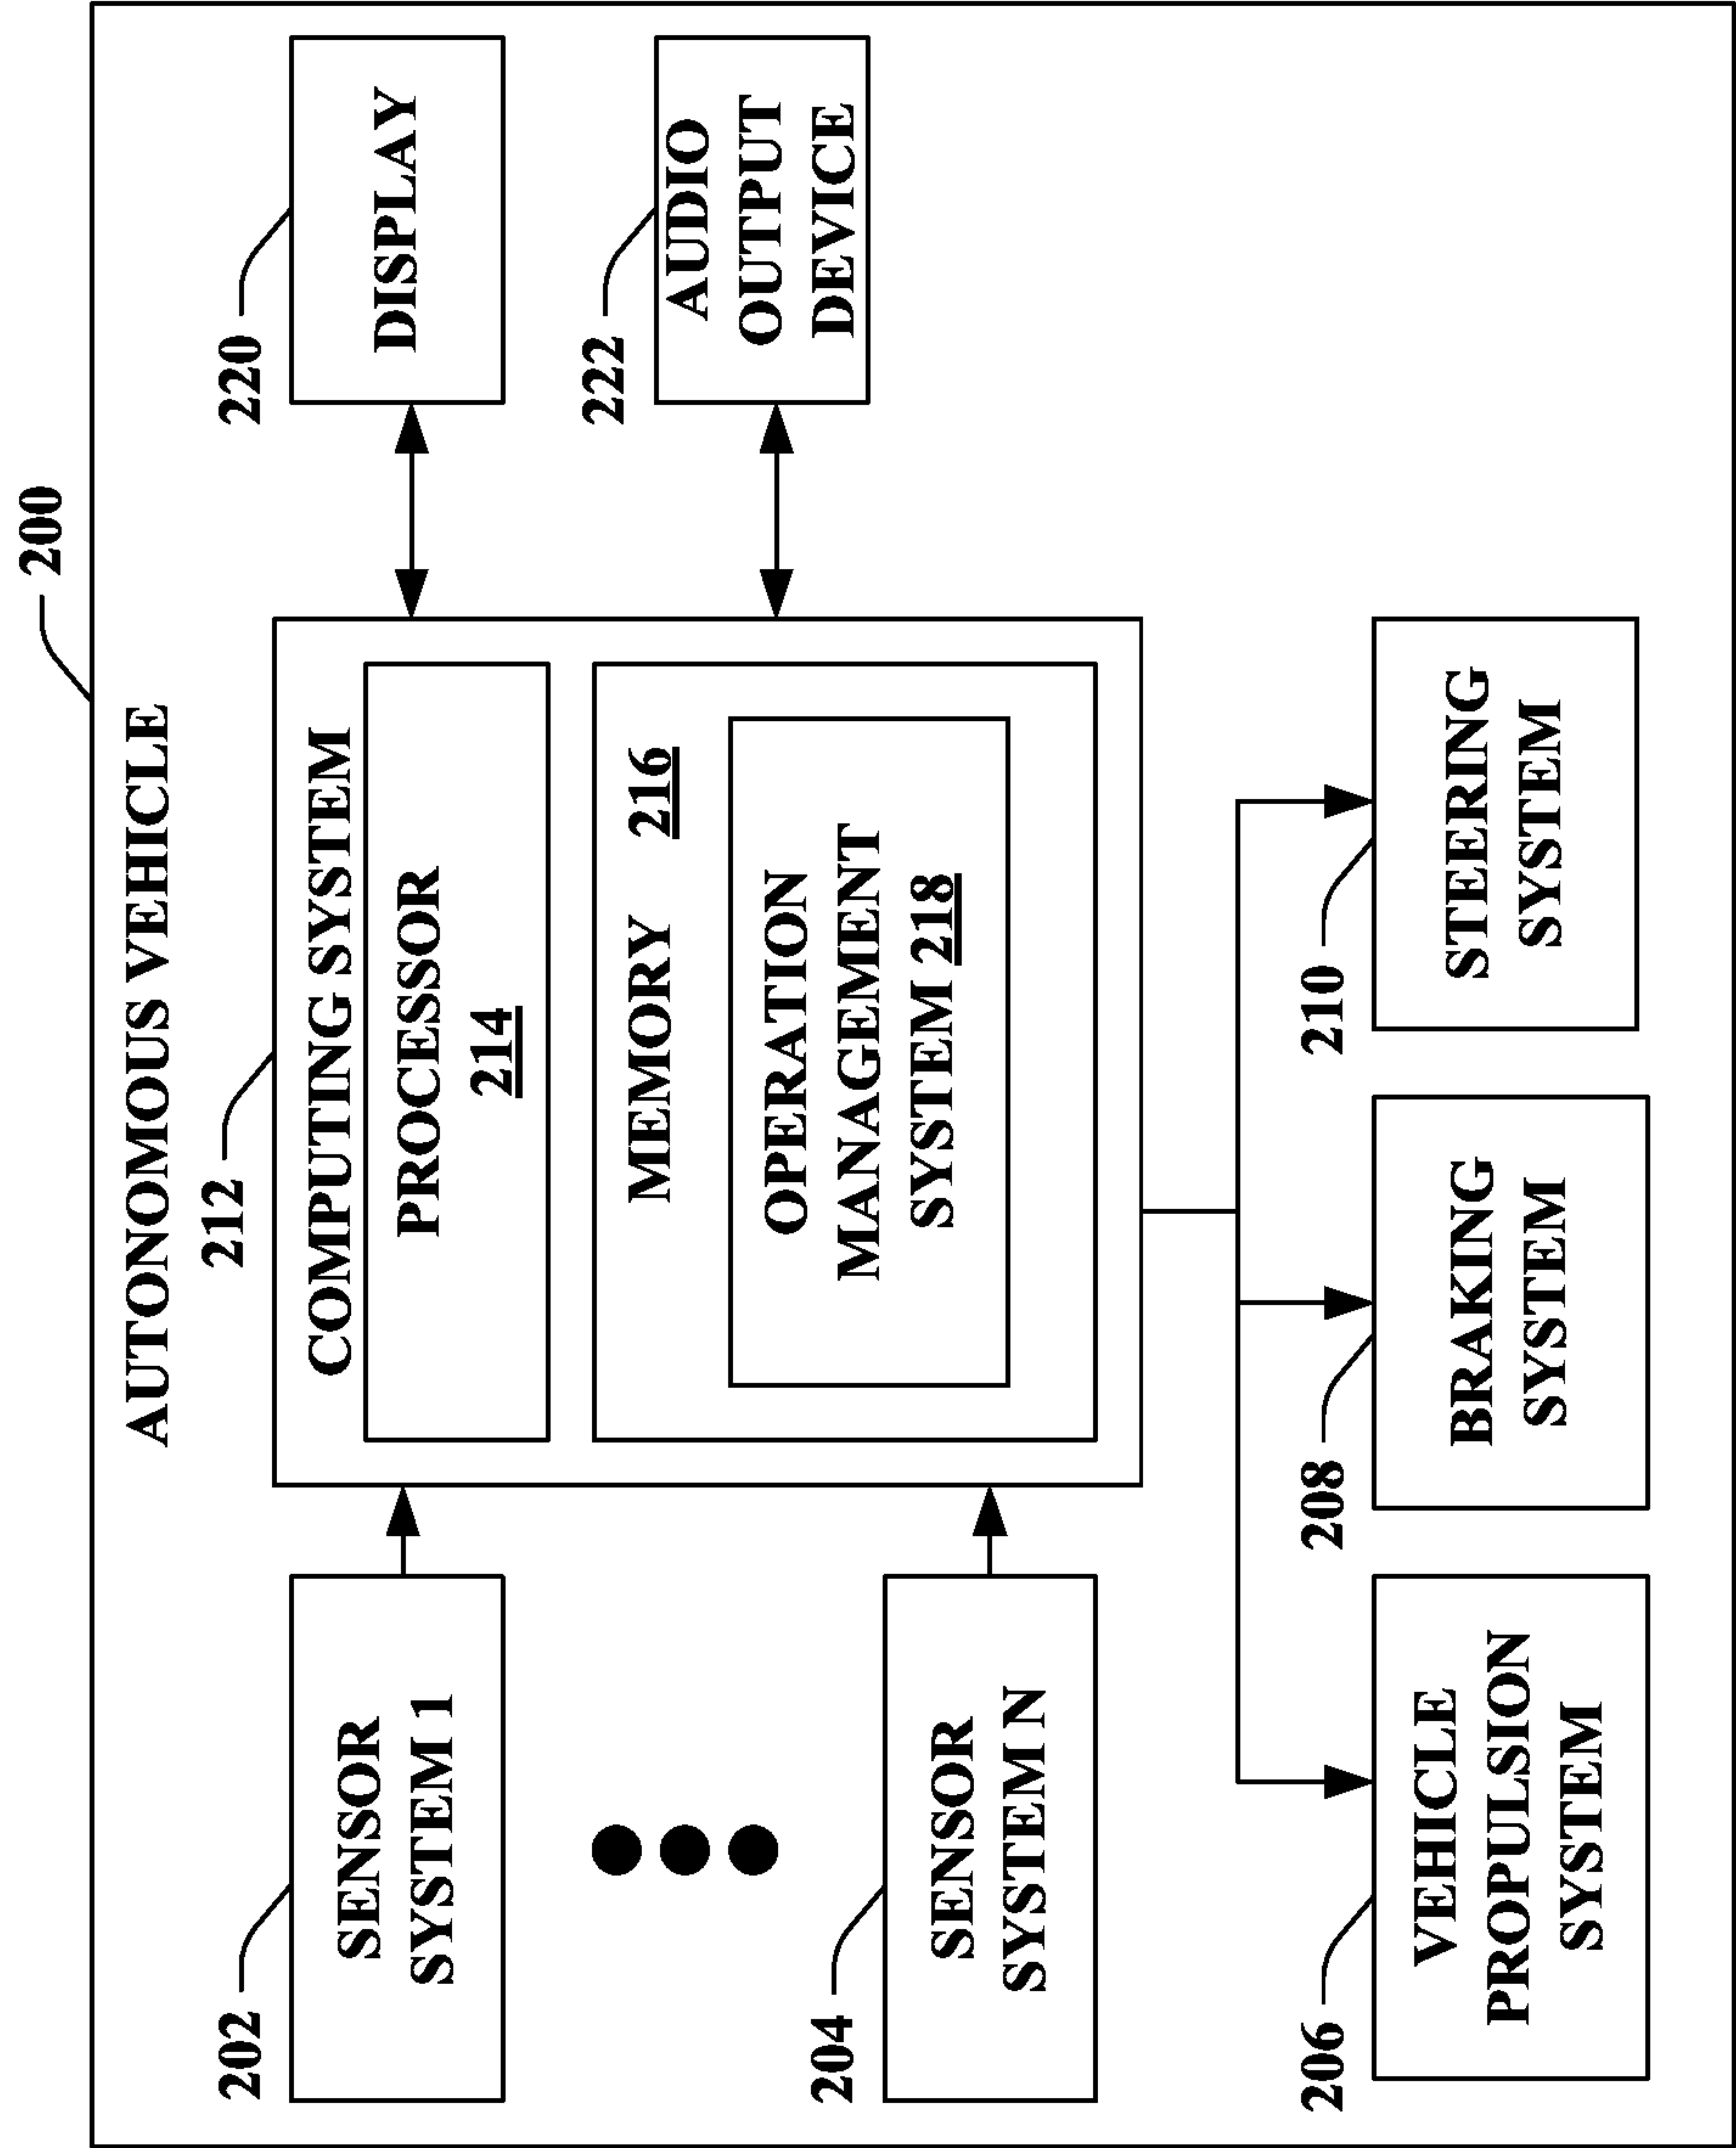 200
AUTONOMOUS VEHICLE
202
SENSOR
SYSTEM 1
204
SENSOR
SYSTEM N
212
COMPUTING SYSTEM
PROCESSOR
214
MEMORY 216
OPERATION
MANAGEMENT
SYSTEM 218
220
DISPLAY
222
AUDIO
OUTPUT
DEVICE
206
VEHICLE
PROPULSION
SYSTEM
208
BRAKING
SYSTEM
210
STEERING
SYSTEM